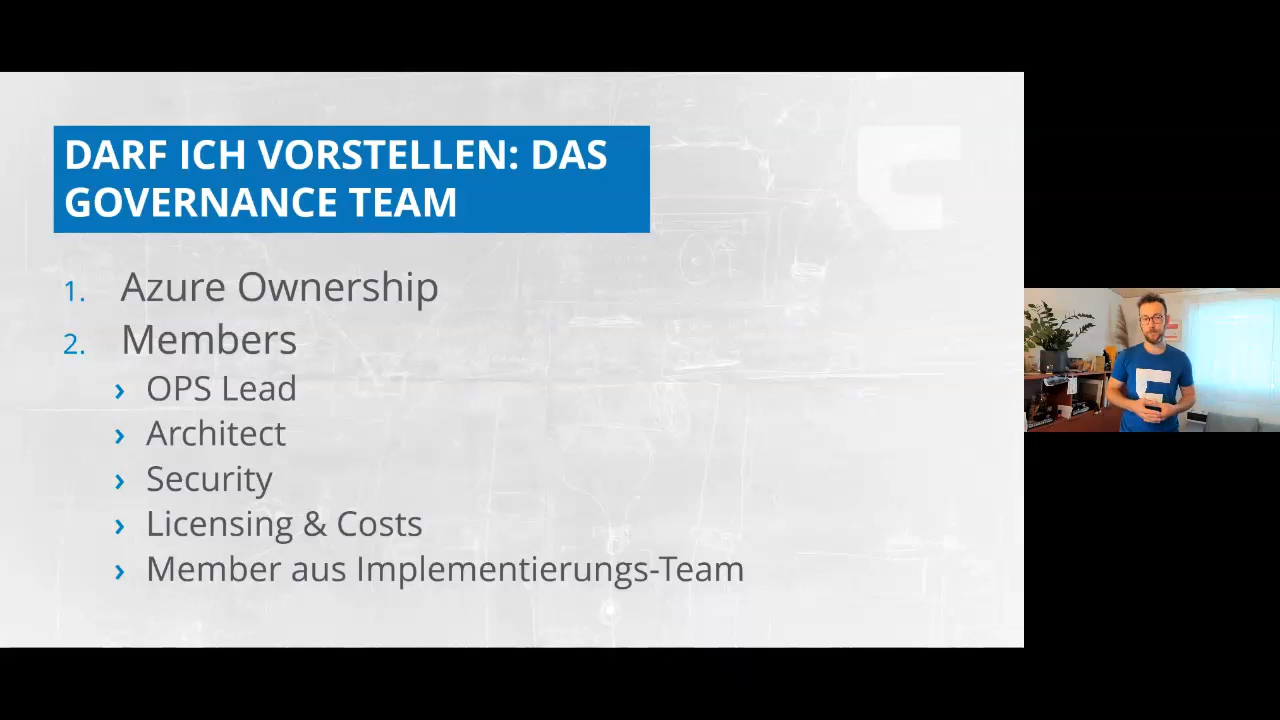 DARF ICH VORSTELLEN: DAS
GOVERNANCE TEAM
1. Azure Ownership
2. Members
› OPS Lead
› Architect
› Security
› Licensing & Costs
› Member aus Implementierungs-Team